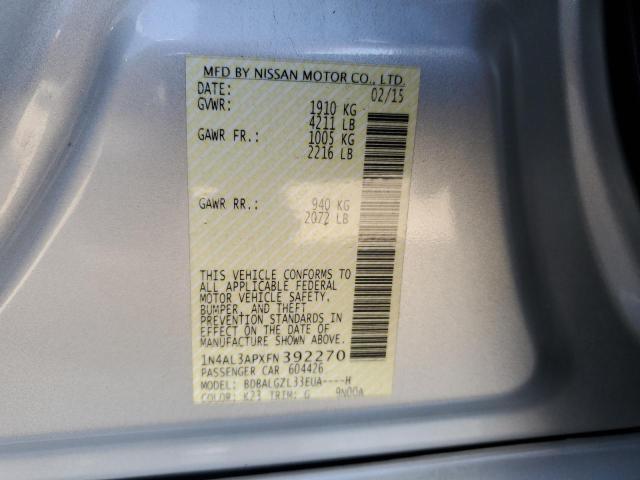 MFD BY NISSAN MOTOR CO., LTD.
DATE: 02/15
GVWR: 1910 KG
4211 LB
GAWR FR.: 1005 KG
2216 LB
GAWR RR.: 940 KG
2072 LB
THIS VEHICLE CONFORMS TO
ALL APPLICABLE FEDERAL
MOTOR VEHICLE SAFETY,
BUMPER, AND THEFT
PREVENTION STANDARDS IN
EFFECT ON THE DATE OF
MANUFACTURE SHOWN ABOVE.
1N4AL3APXFN392270
PASSENGER CAR 604426
MODEL: BDBALGZL33EUA----H
COLOR: K23 TRIM: G 9N00A